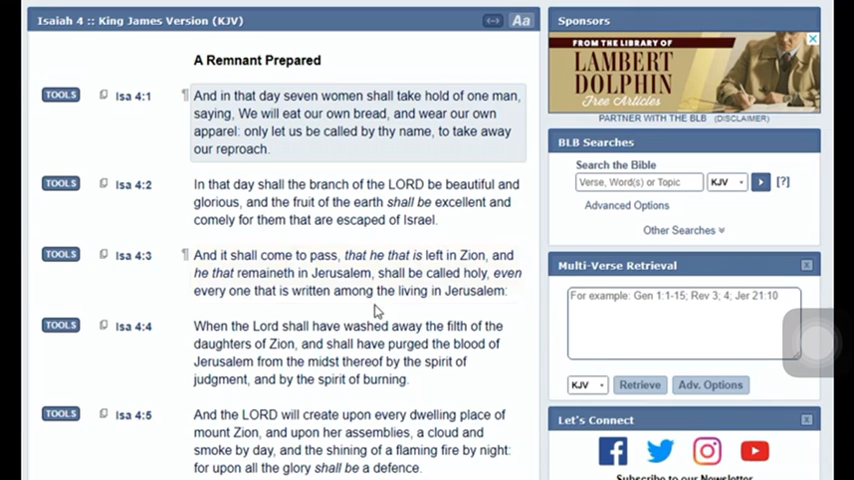 Isaiah 4 :: King James Version (KJV)
Aa
A Remnant Prepared
TOOLS Isa 4:1 ¶ And in that day seven women shall take hold of one man,
saying, We will eat our own bread, and wear our own
apparel: only let us be called by thy name, to take away
our reproach.
TOOLS Isa 4:2 In that day shall the branch of the LORD be beautiful and
glorious, and the fruit of the earth shall be excellent and
comely for them that are escaped of Israel.
TOOLS Isa 4:3 ¶ And it shall come to pass, that he that is left in Zion, and
he that remaineth in Jerusalem, shall be called holy, even
every one that is written among the living in Jerusalem:
TOOLS Isa 4:4 When the Lord shall have washed away the filth of the
daughters of Zion, and shall have purged the blood of
Jerusalem from the midst thereof by the spirit of
judgment, and by the spirit of burning.
TOOLS Isa 4:5 And the LORD will create upon every dwelling place of
mount Zion, and upon her assemblies, a cloud and
smoke by day, and the shining of a flaming fire by night:
for upon all the glory shall be a defence.
Sponsors
FROM THE LIBRARY OF
LAMBERT
DOLPHIN
Free Articles
PARTNER WITH THE BLB (DISCLAIMER)
BLB Searches
Search the Bible
Verse, Word(s) or Topic KJV [?]
Advanced Options
Other Searches
Multi-Verse Retrieval
For example: Gen 1:1-15; Rev 3; 4; Jer 21:10
KJV Retrieve Adv. Options
Let's Connect
Subscribe to our Newsletter